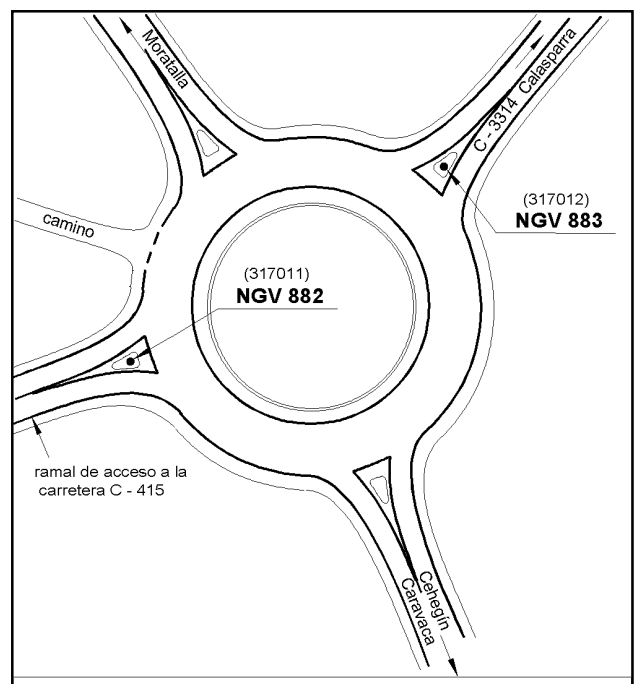 Moratalla
C - 3314 Calasparra
(317012)
NGV 883
camino
(317011)
NGV 882
ramal de acceso a la
carretera C - 415
Cehegín
Caravaca